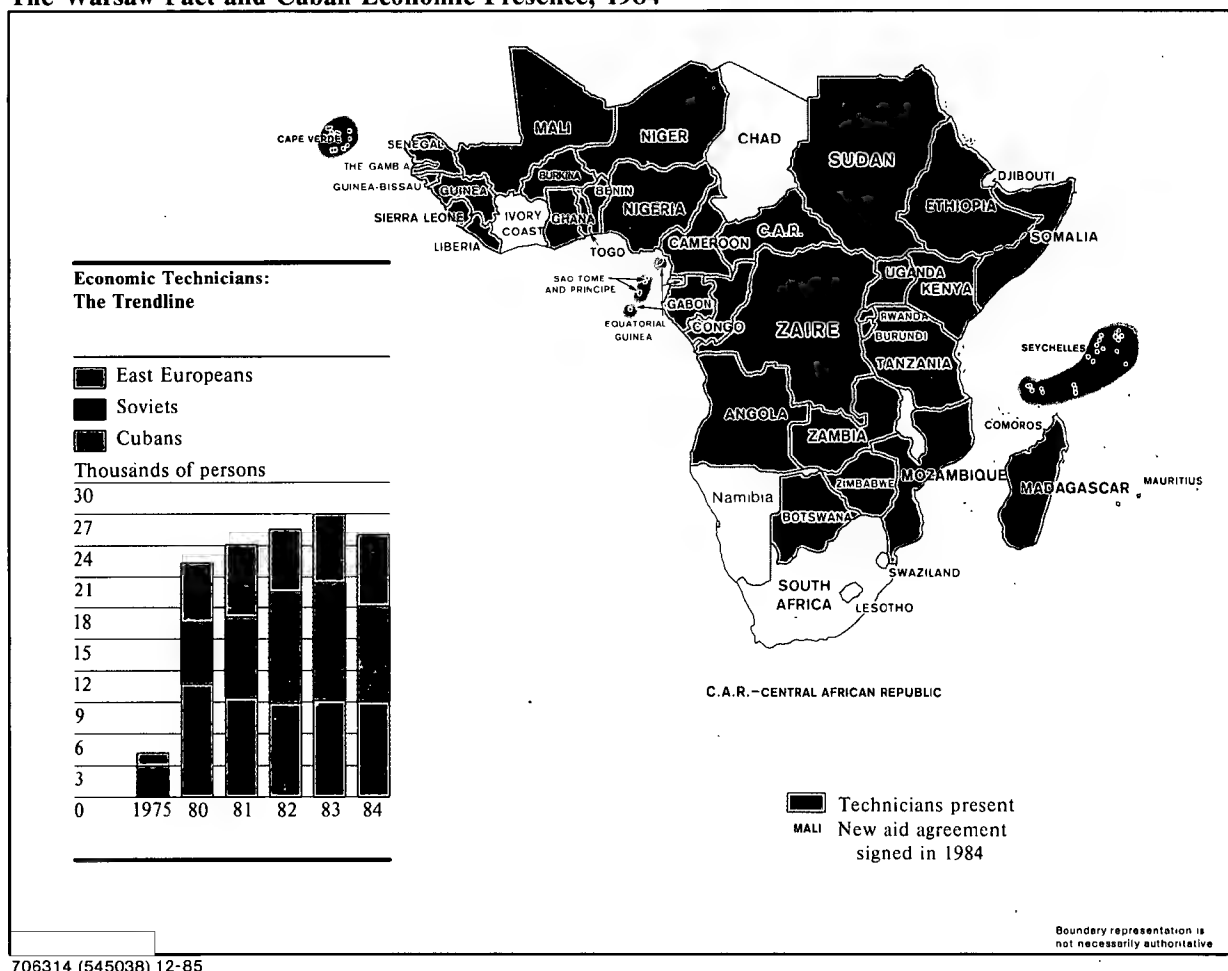 The Warsaw Pact and Cuban Economic Presence, 1984
CAPE VERDE
SENEGAL
THE GAMBIA
GUINEA-BISSAU
GUINEA
SIERRA LEONE
LIBERIA
MALI
BURKINA
IVORY
COAST
GHANA
TOGO
BENIN
NIGER
NIGERIA
CHAD
CAMEROON
C.A.R.
SUDAN
ETHIOPIA
DJIBOUTI
SOMALIA
SAO TOME
AND PRINCIPE
EQUATORIAL
GUINEA
GABON
CONGO
ZAIRE
UGANDA
KENYA
RWANDA
BURUNDI
TANZANIA
SEYCHELLES
ANGOLA
ZAMBIA
COMOROS
MOZAMBIQUE
ZIMBABWE
MADAGASCAR
MAURITIUS
Namibia
BOTSWANA
SWAZILAND
SOUTH
AFRICA
LESOTHO
C.A.R.–CENTRAL AFRICAN REPUBLIC
Economic Technicians:
The Trendline
East Europeans
Soviets
Cubans
Thousands of persons
30
27
24
21
18
15
12
9
6
3
0 1975 80 81 82 83 84
Technicians present
MALI New aid agreement
signed in 1984
Boundary representation is
not necessarily authoritative
706314 (545038) 12-85